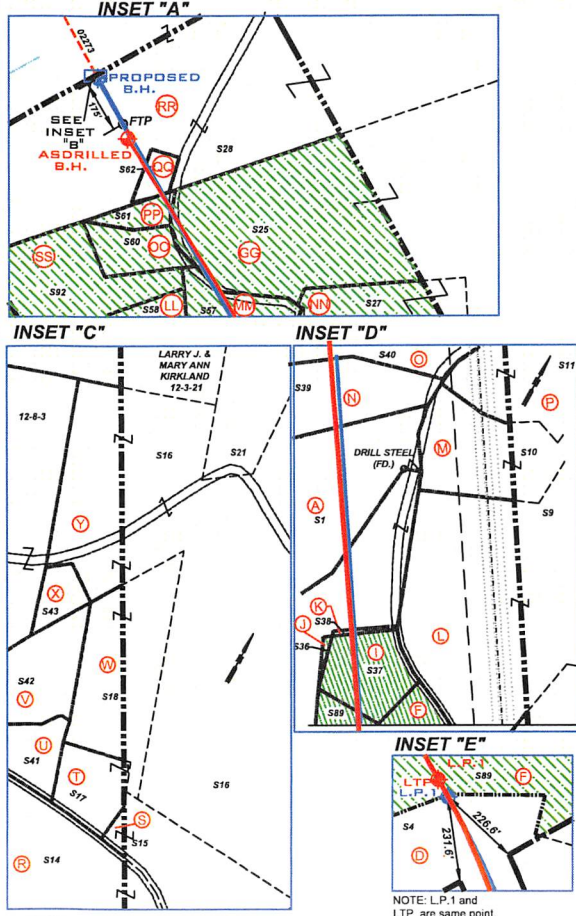 INSET "A"
02273
PROPOSED
B.H.
RR
175'
SEE
INSET
"B"
FTP
ASDRILLED
B.H.
S28
S62
QQ
S61
PP
S25
S60
OO
GG
SS
S92
S58
LL
S57
MM
NN
S27
INSET "C"
LARRY J. &
MARY ANN
KIRKLAND
12-3-21
12-6-3
S16
S21
Y
X
S43
W
S42
S18
V
U
S41
T
S17
S16
S
S15
R
S14
INSET "D"
S40
O
S11
S39
N
P
M
S10
DRILL STEEL
(FD.)
S9
A
S1
K
J
S38
L
S36
I
S37
S89
F
INSET "E"
L.P.1
S89
F
LTP
L.P.1
226.6'
S4
231.6'
D
NOTE: L.P.1 and
LTP are same point